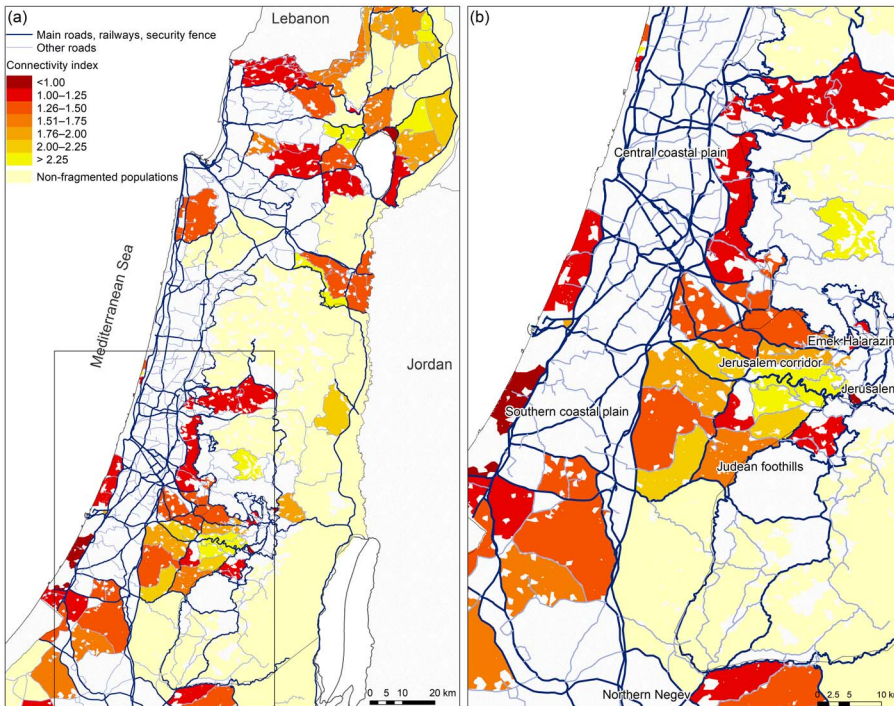 (a)
Lebanon
Main roads, railways, security fence
Other roads
Connectivity index
<1.00
1.00–1.25
1.26–1.50
1.51–1.75
1.76–2.00
2.00–2.25
> 2.25
Non-fragmented populations
Mediterranean Sea
Jordan
0 5 10 20 km
(b)
Central coastal plain
Emek Ha'arazim
Jerusalem corridor
Jerusalem
Southern coastal plain
Judean foothills
Northern Negev
0 2.5 5 10 km